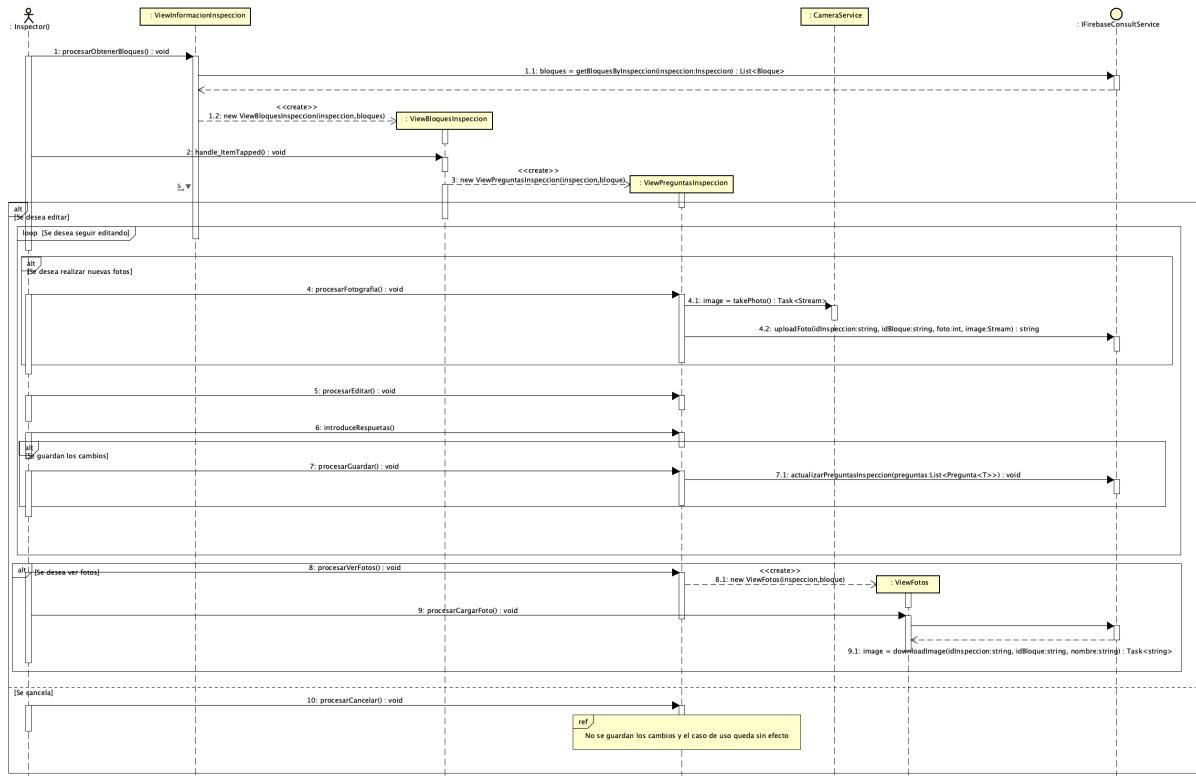 : Inspector()
: ViewInformacionInspeccion
: CameraService
: IFirebaseConsultService
1: procesarObtenerBloques() : void
1.1: bloques = getBloquesByInspeccion(inspeccion:Inspeccion) : List<Bloque>
<<create>>
1.2: new ViewBloquesInspeccion(inspeccion,bloques)
: ViewBloquesInspeccion
2: handle_ItemTapped() : void
<<create>>
3: new ViewPreguntasInspeccion(inspeccion,bloque)
: ViewPreguntasInspeccion
alt
[Se desea editar]
loop [Se desea seguir editando]
alt
[Se desea realizar nuevas fotos]
4: procesarFotografia() : void
4.1: image = takePhoto() : Task<Stream>
4.2: uploadFoto(idInspeccion:string, idBloque:string, foto:int, image:Stream) : string
5: procesarEditar() : void
6: introduceRespuetas()
alt
[Se guardan los cambios]
7: procesarGuardar() : void
7.1: actualizarPreguntasInspeccion(preguntas:List<Pregunta<T>>) : void
alt
[Se desea ver fotos]
8: procesarVerFotos() : void
<<create>>
8.1: new ViewFotos(inspeccion,bloque)
: ViewFotos
9: procesarCargarFoto() : void
9.1: image = downloadImage(idInspeccion:string, idBloque:string, nombre:string) : Task<string>
[Se cancela]
10: procesarCancelar() : void
ref
No se guardan los cambios y el caso de uso queda sin efecto